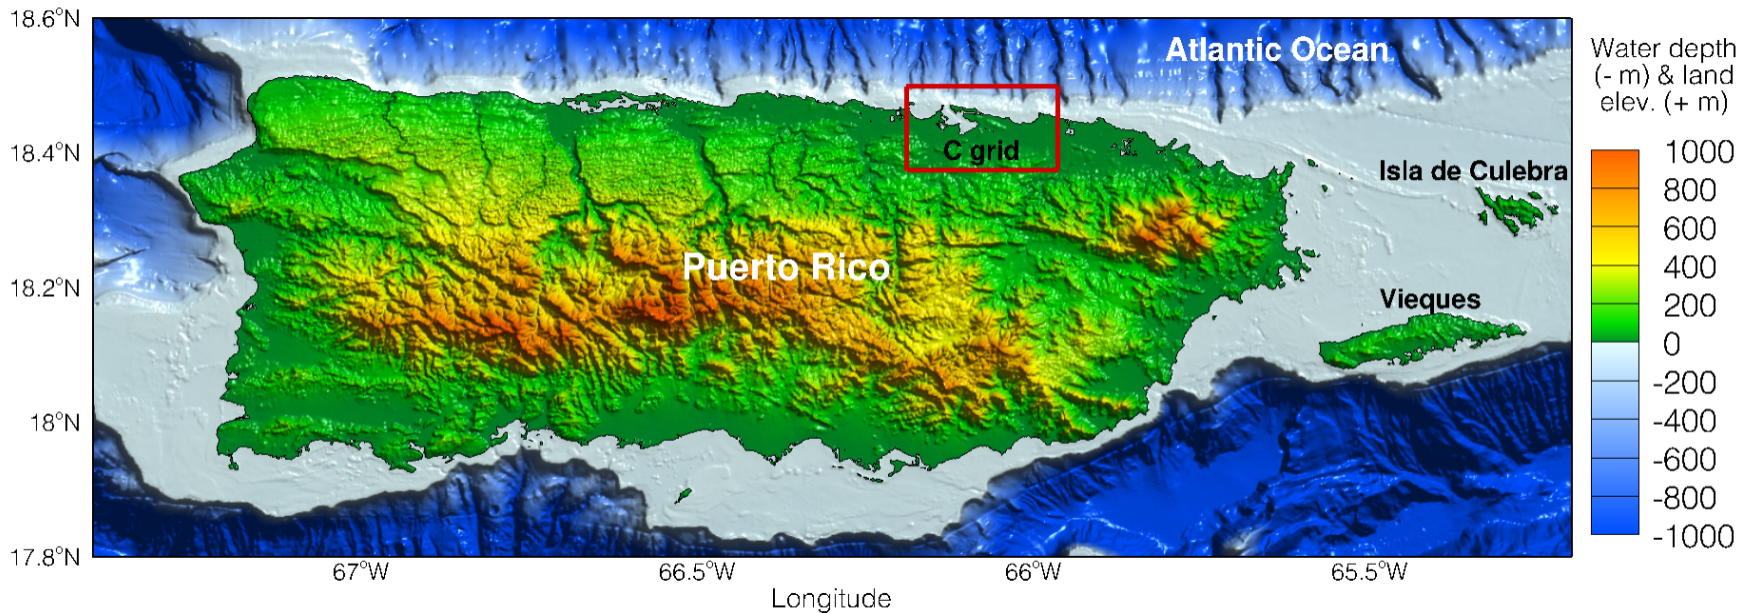 18.6°N
18.4°N
18.2°N
18°N
17.8°N
Atlantic Ocean
C grid
Isla de Culebra
Puerto Rico
Vieques
67°W
66.5°W
66°W
65.5°W
Longitude
Water depth
(- m) & land
elev. (+ m)
1000
800
600
400
200
0
-200
-400
-600
-800
-1000